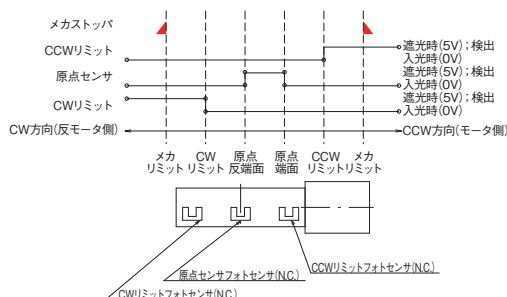 メカストッパ
CCWリミット
遮光時(5V);検出
入光時(0V)
原点センサ
遮光時(5V);検出
入光時(0V)
CWリミット
遮光時(5V);検出
入光時(0V)
CW方向(反モータ側)
CCW方向(モータ側)
メカ CW 原点 原点 CCW メカ
リミット リミット 反端面 端面 リミット リミット
原点センサフォトセンサ(N.C.)
CCWリミットフォトセンサ(N.C.)
CWリミットフォトセンサ(N.C.)